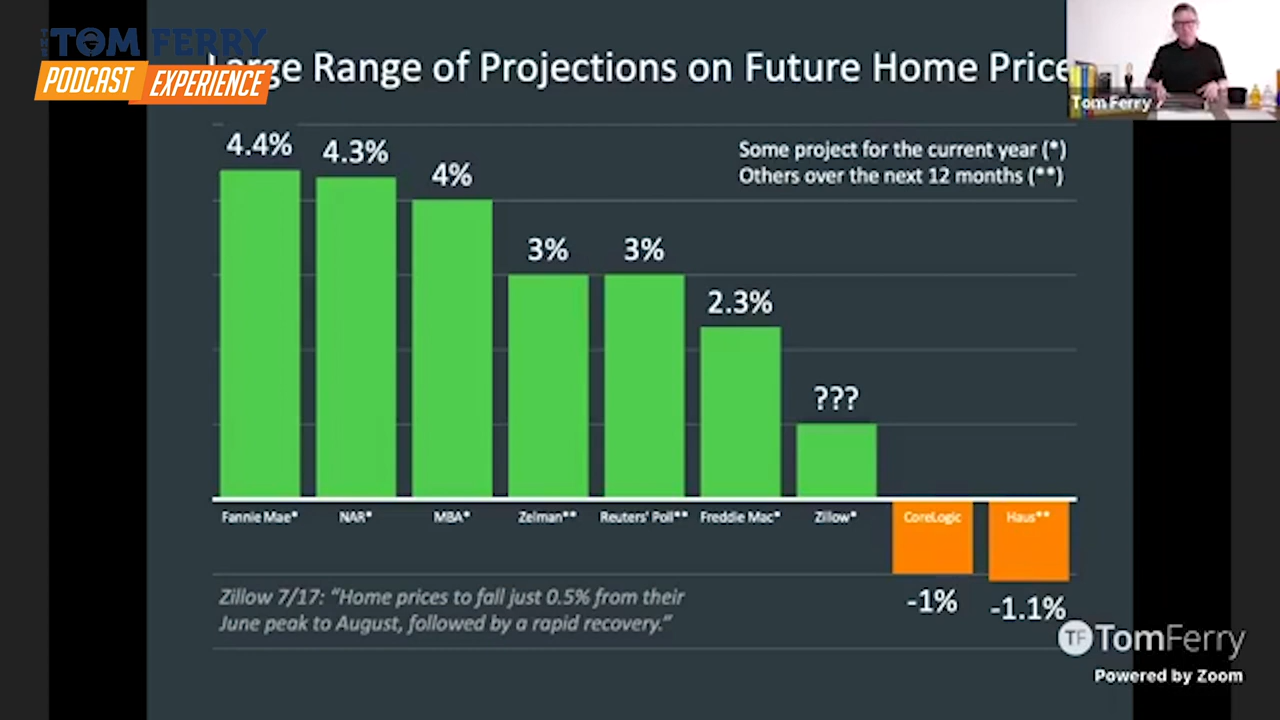 THE TOM FERRY
PODCAST EXPERIENCE
Large Range of Projections on Future Home Price
Tom Ferry
Some project for the current year (*)
Others over the next 12 months (**)
4.4%
4.3%
4%
3%
3%
2.3%
???
Fannie Mae*
NAR*
MBA*
Zelman**
Reuters' Poll**
Freddie Mac*
Zillow*
CoreLogic
Haus**
-1%
-1.1%
Zillow 7/17: “Home prices to fall just 0.5% from their
June peak to August, followed by a rapid recovery.”
TF TomFerry
Powered by Zoom